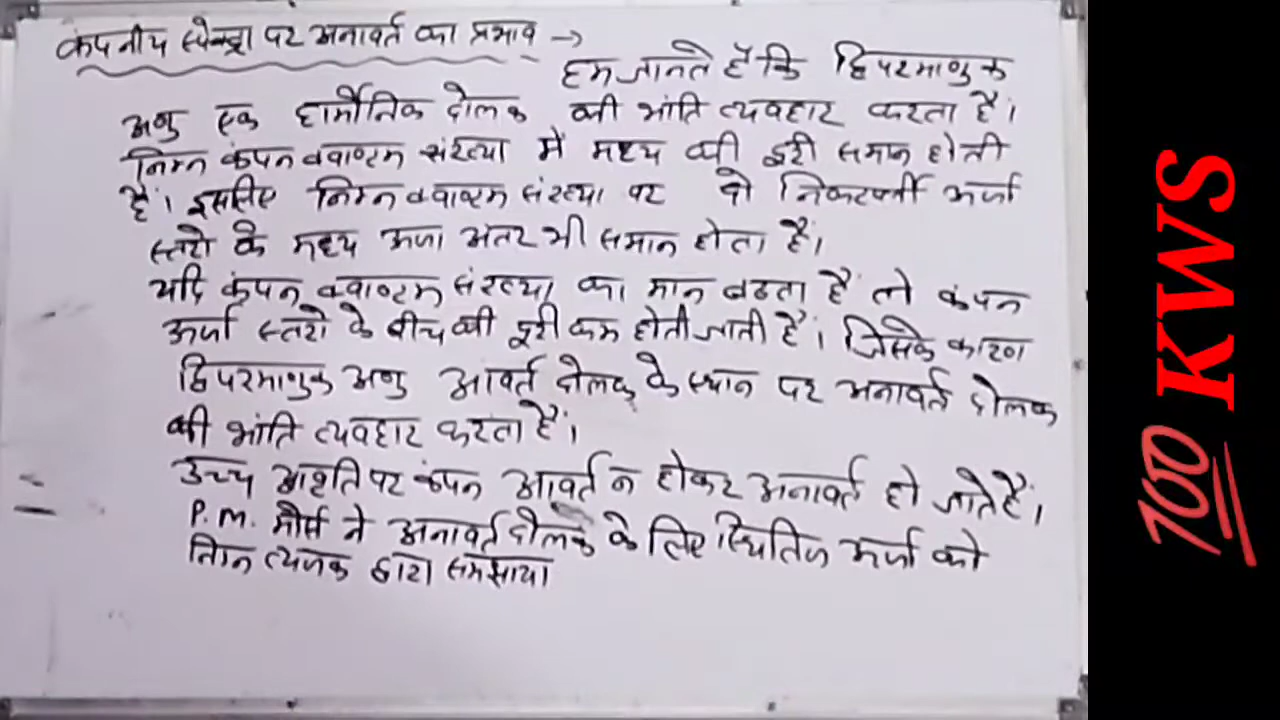 कंपनीय स्पेक्ट्रा पर अनावर्त का प्रभाव →
हम जानते है कि द्विपरमाणुक
अणु एक हार्मोनिक दोलक की भांति व्यवहार करता है।
निम्न कंपन क्वाण्टम संख्या में मध्य की दूरी समान होती
है। इसलिए निम्न क्वाण्टम संख्या पर दो निकटवर्ती ऊर्जा
स्तरो के मध्य ऊर्जा अंतर भी समान होता है।
यदि कंपन क्वाण्टम संख्या का मान बढता है तो कंपन
ऊर्जा स्तरो के बीच की दूरी कम होती जाती है। जिसके कारण
द्विपरमाणुक अणु आवर्त दोलक के स्थान पर अनावर्त दोलक
की भांति व्यवहार करता है।
उच्च आवृति पर कंपन आवर्त न होकर अनावर्त हो जाते है।
P.M. मौर्स ने अनावर्त दोलक के लिए स्थितिज ऊर्जा को
निम्न व्यंजक द्वारा समझाया
100 KWS